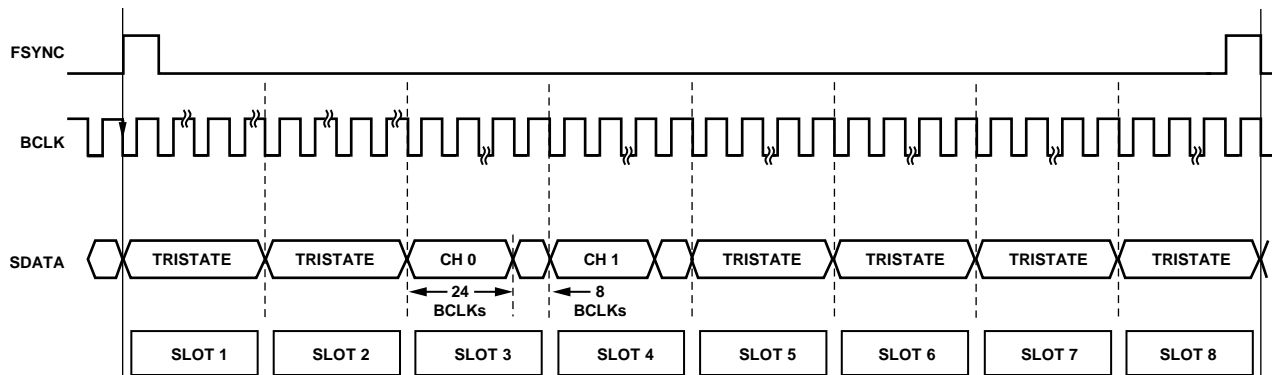 FSYNC
BCLK
SDATA
TRISTATE
TRISTATE
CH 0
CH 1
TRISTATE
TRISTATE
TRISTATE
TRISTATE
24
BCLKs
8
BCLKs
SLOT 1
SLOT 2
SLOT 3
SLOT 4
SLOT 5
SLOT 6
SLOT 7
SLOT 8